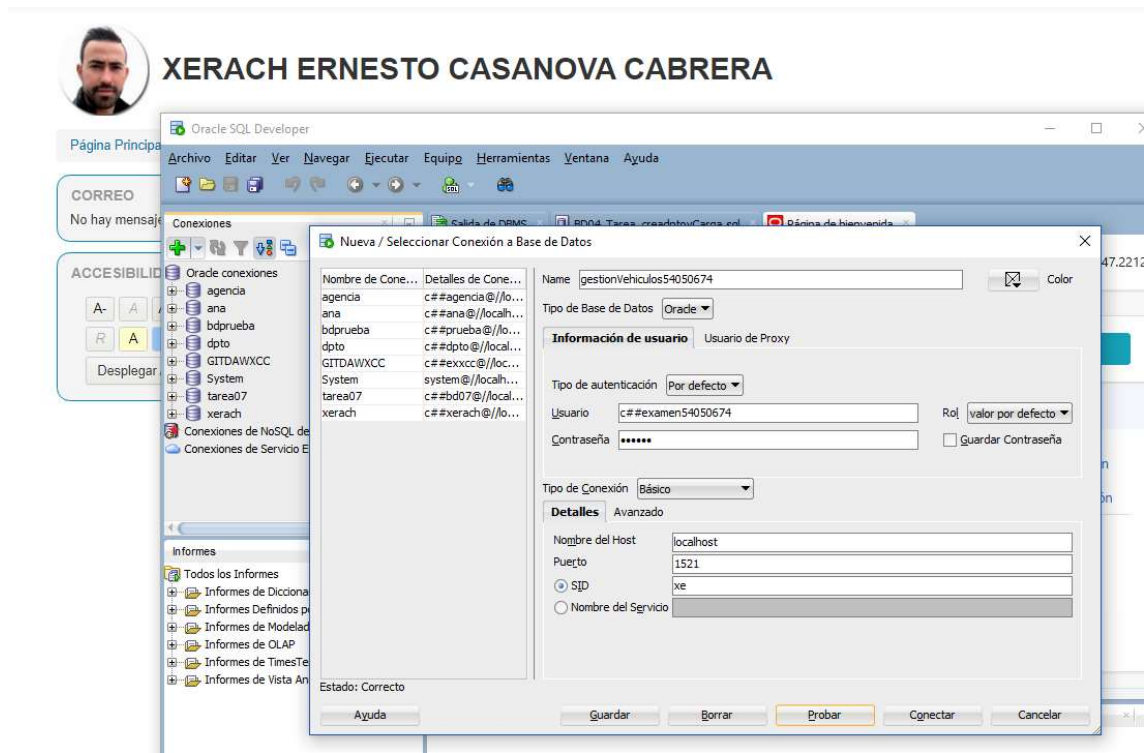 XERACH ERNESTO CASANOVA CABRERA
Página Principa
CORREO
No hay mensaje
ACCESIBILID
A-
A
R
A
Desplegar
Oracle SQL Developer
Archivo Editar Ver Navegar Ejecutar Equipo Herramientas Ventana Ayuda
Conexiones
Salida de DBMS
BD04_Tarea_creadptoyCarga.sql
Página de bienvenida
Oracle conexiones
agencia
ana
bdprueba
dpto
GITDAWXCC
System
tarea07
xerach
Conexiones de NoSQL de
Conexiones de Servicio E
Informes
Todos los Informes
Informes de Dicciona
Informes Definidos p
Informes de Modelad
Informes de OLAP
Informes de TimesTe
Informes de Vista An
Nueva / Seleccionar Conexión a Base de Datos
Nombre de Cone... Detalles de Cone...
agencia c##agencia@//lo...
ana c##ana@//localh...
bdprueba c##prueba@//lo...
dpto c##dpto@//local...
GITDAWXCC c##exxcc@//loc...
System system@//localh...
tarea07 c##bd07@//local...
xerach c##xerach@//lo...
Estado: Correcto
Name gestionVehiculos54050674 Color
Tipo de Base de Datos Oracle
Información de usuario Usuario de Proxy
Tipo de autenticación Por defecto
Usuario c##examen54050674 Rol valor por defecto
Contraseña •••••• Guardar Contraseña
Tipo de Conexión Básico
Detalles Avanzado
Nombre del Host localhost
Puerto 1521
SID xe
Nombre del Servicio
Ayuda Guardar Borrar Probar Conectar Cancelar
47.2212
n
ón